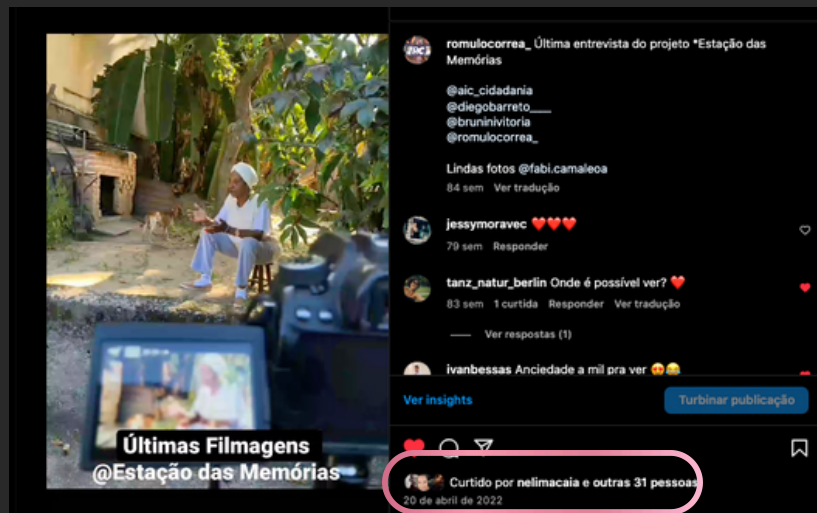 Últimas Filmagens
@Estação das Memórias
romulocorrea_ Última entrevista do projeto *Estação das
Memórias
@aic_cidadania
@diegobarreto____
@bruninivitoria
@romulocorrea_
Lindas fotos @fabi.camaleoa
84 sem Ver tradução
jessymoravec ❤️❤️❤️
79 sem Responder
tanz_natur_berlin Onde é possível ver? ❤️
83 sem 1 curtida Responder Ver tradução
Ver respostas (1)
ivanbessas Anciedade a mil pra ver 😍😂
Ver insights
Turbinar publicação
Curtido por nelimacaia e outras 31 pessoas
20 de abril de 2022